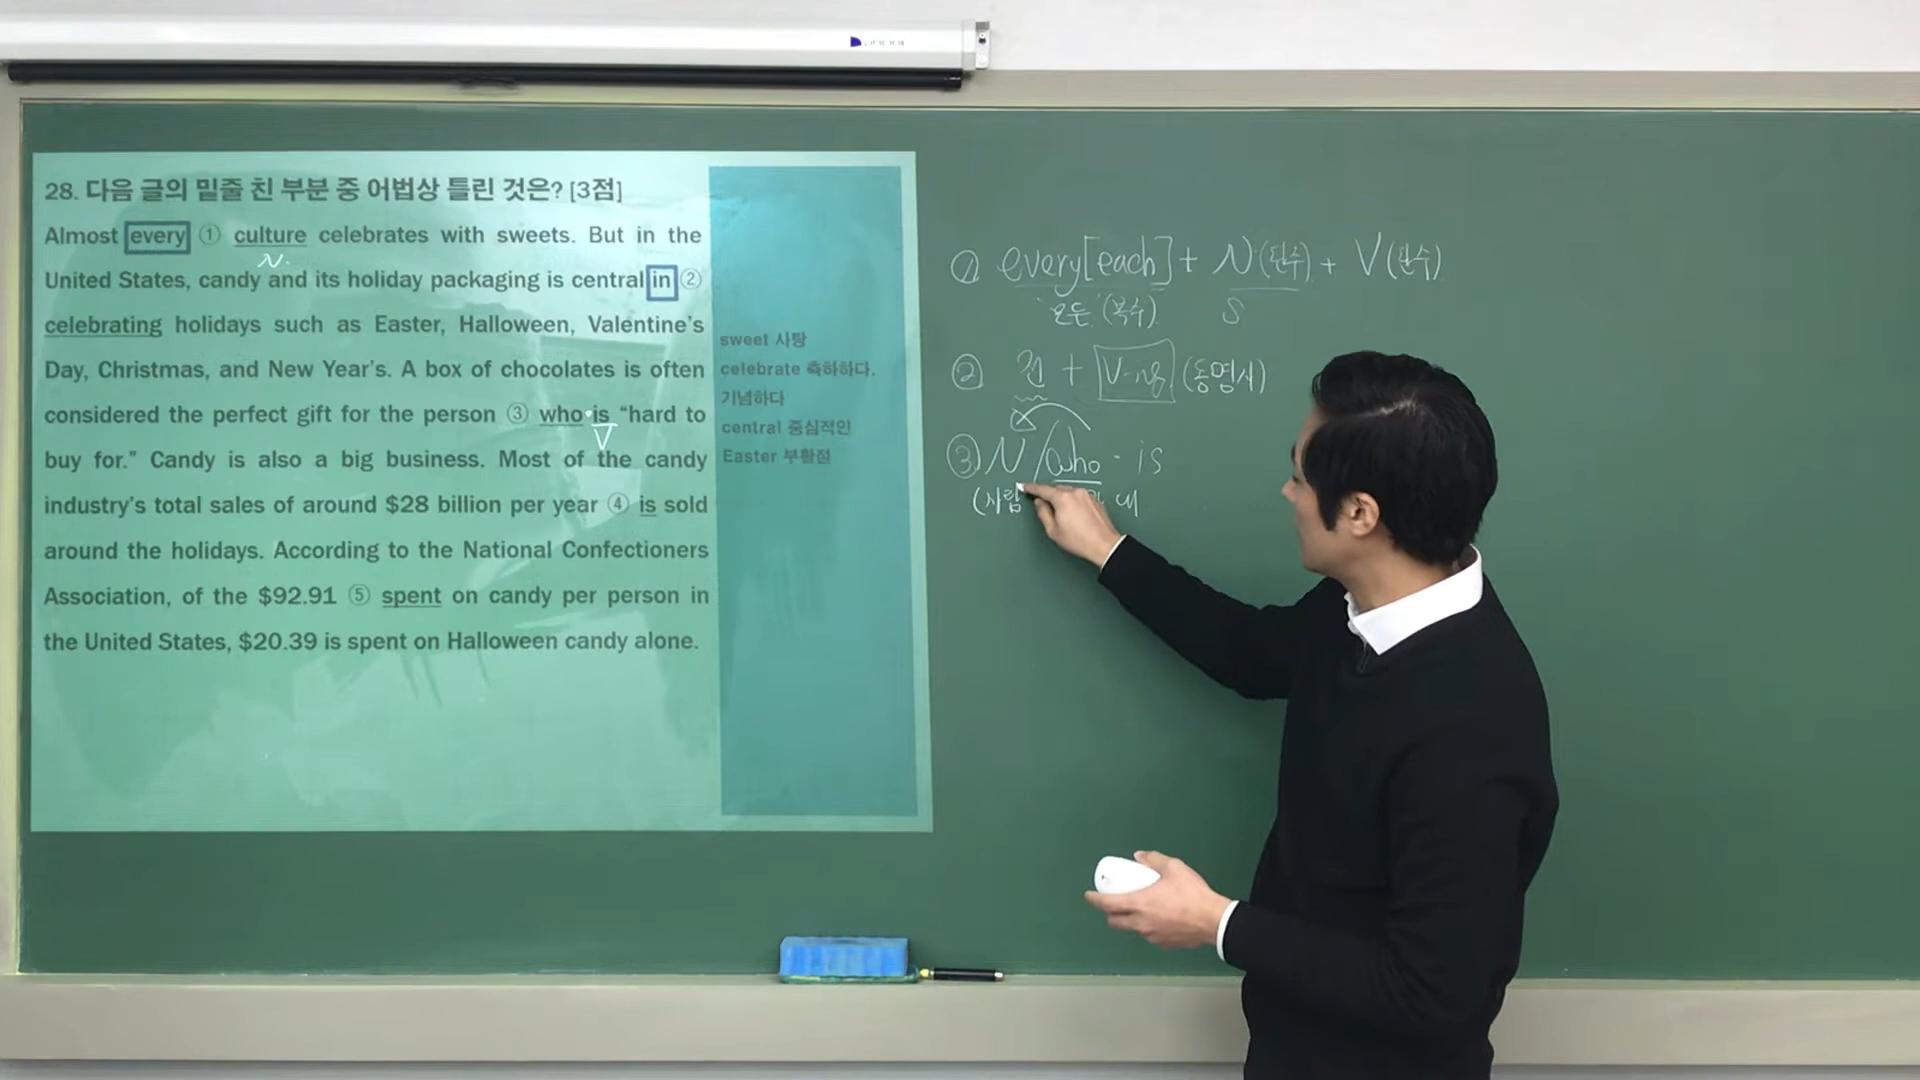 28. 다음 글의 밑줄 친 부분 중 어법상 틀린 것은? [3점]
Almost every ① culture celebrates with sweets. But in the
N.
United States, candy and its holiday packaging is central in ②
celebrating holidays such as Easter, Halloween, Valentine's
Day, Christmas, and New Year's. A box of chocolates is often
considered the perfect gift for the person ③ who is "hard to
V
buy for." Candy is also a big business. Most of the candy
industry's total sales of around $28 billion per year ④ is sold
around the holidays. According to the National Confectioners
Association, of the $92.91 ⑤ spent on candy per person in
the United States, $20.39 is spent on Halloween candy alone.
sweet 사탕
celebrate 축하하다.
기념하다
central 중심적인
Easter 부활절
① every[each] + N(단수) + V(단수)
'모든' (복수) S
② 전 + V-ing (동명사)
③ N / who · is
(사람